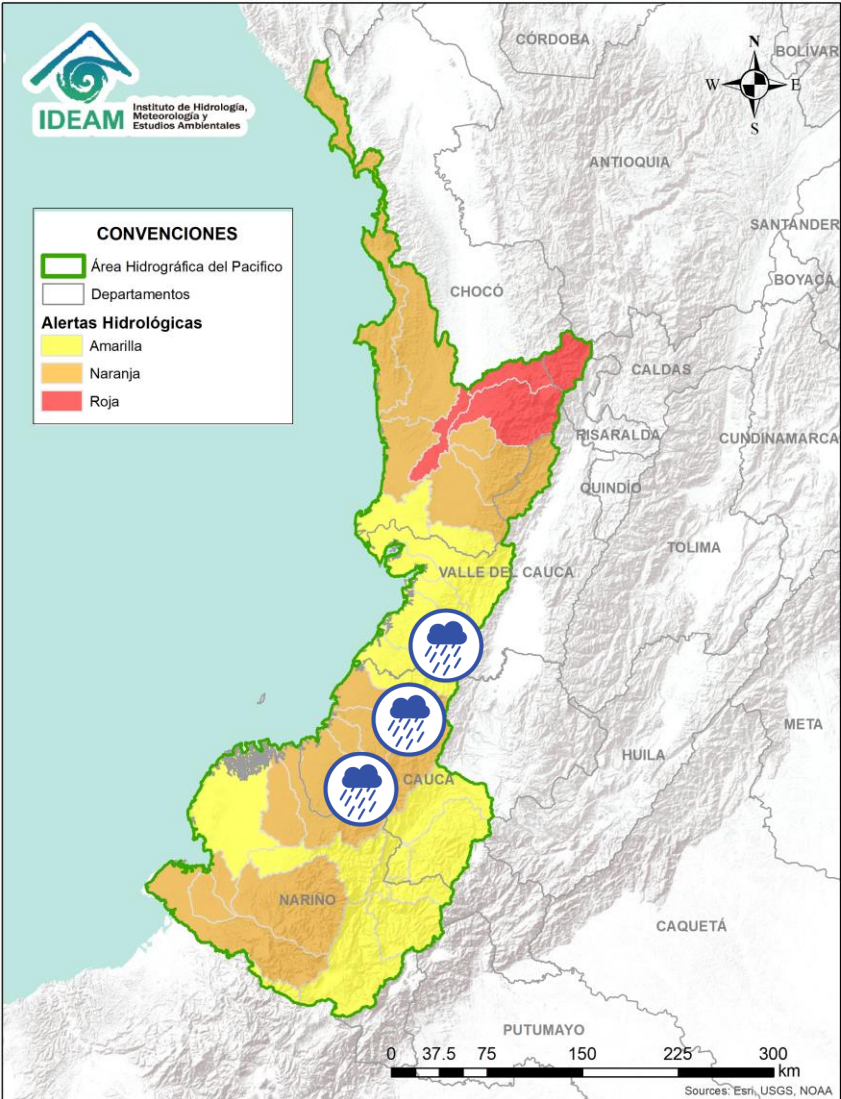 IDEAM
Instituto de Hidrología,
Meteorología y
Estudios Ambientales
CÓRDOBA
BOLÍVAR
N
W
E
S
ANTIOQUIA
CONVENCIONES
Área Hidrográfica del Pacifico
Departamentos
Alertas Hidrológicas
Amarilla
Naranja
Roja
SANTANDER
BOYACÁ
CHOCÓ
CALDAS
RISARALDA
CUNDINAMARCA
QUINDÍO
TOLIMA
VALLE DEL CAUCA
META
HUILA
CAUCA
NARIÑO
CAQUETÁ
PUTUMAYO
0 37.5 75 150 225 300
km
Sources: Esri, USGS, NOAA